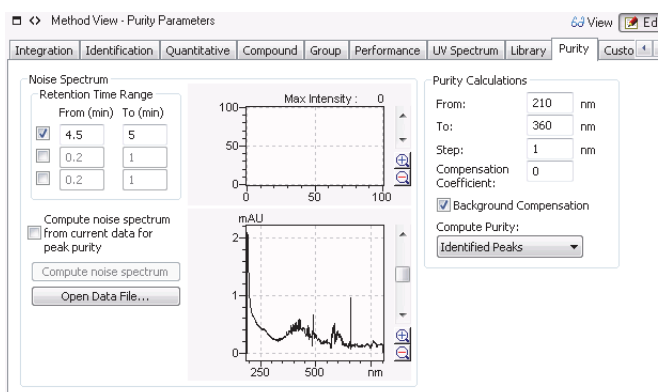 Method View - Purity Parameters
View Ed
Integration Identification Quantitative Compound Group Performance UV Spectrum Library Purity Custo
Noise Spectrum
Retention Time Range
From (min) To (min)
4.5 5
0.2 1
0.2 1
Compute noise spectrum
from current data for
peak purity
Compute noise spectrum
Open Data File...
Max Intensity : 0
100
50
0
0 50 100
mAU
2
1
0
250 500 nm
Purity Calculations
From: 210 nm
To: 360 nm
Step: 1 nm
Compensation
Coefficient: 0
Background Compensation
Compute Purity:
Identified Peaks